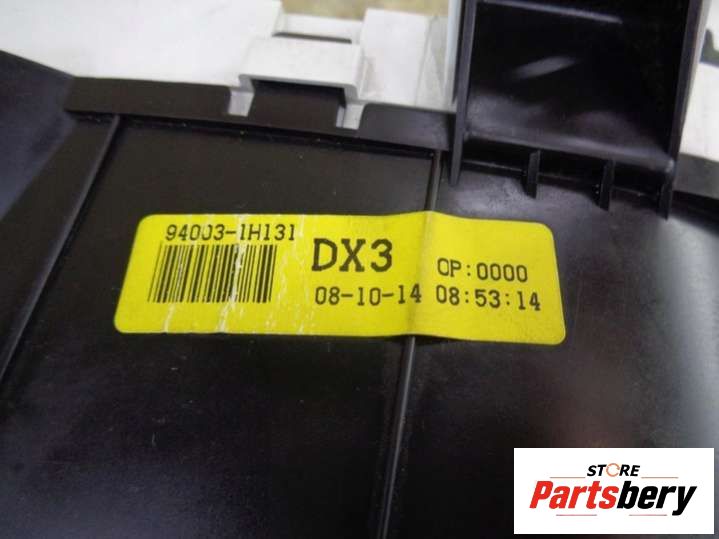 94003-1H131
DX3
OP:0000
08-10-14 08:53:14
STORE
Partsbery